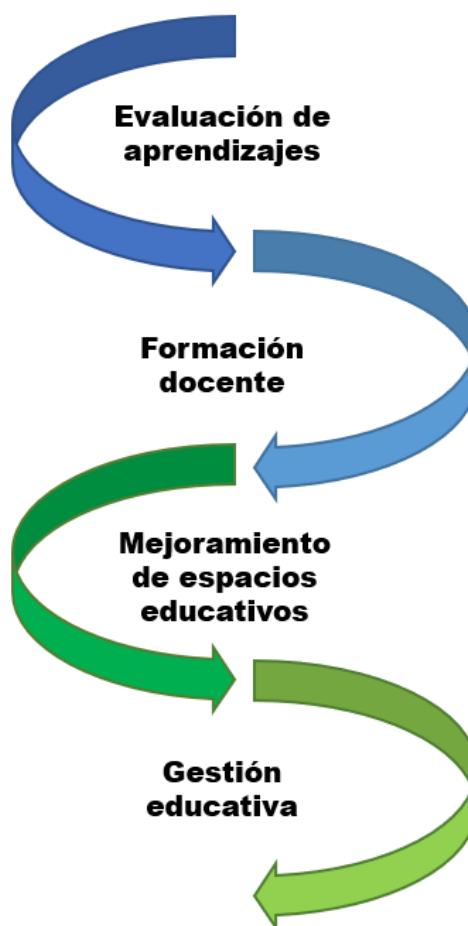 Evaluación de
aprendizajes
Formación
docente
Mejoramiento
de espacios
educativos
Gestión
educativa